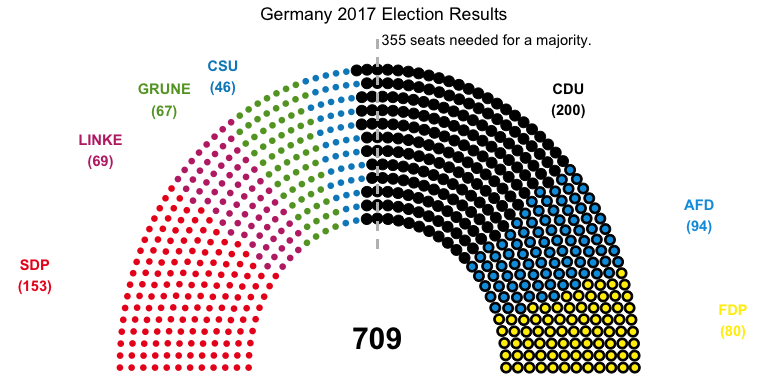 Germany 2017 Election Results
355 seats needed for a majority.
CSU
(46)
GRUNE
(67)
CDU
(200)
LINKE
(69)
AFD
(94)
SDP
(153)
FDP
(80)
709